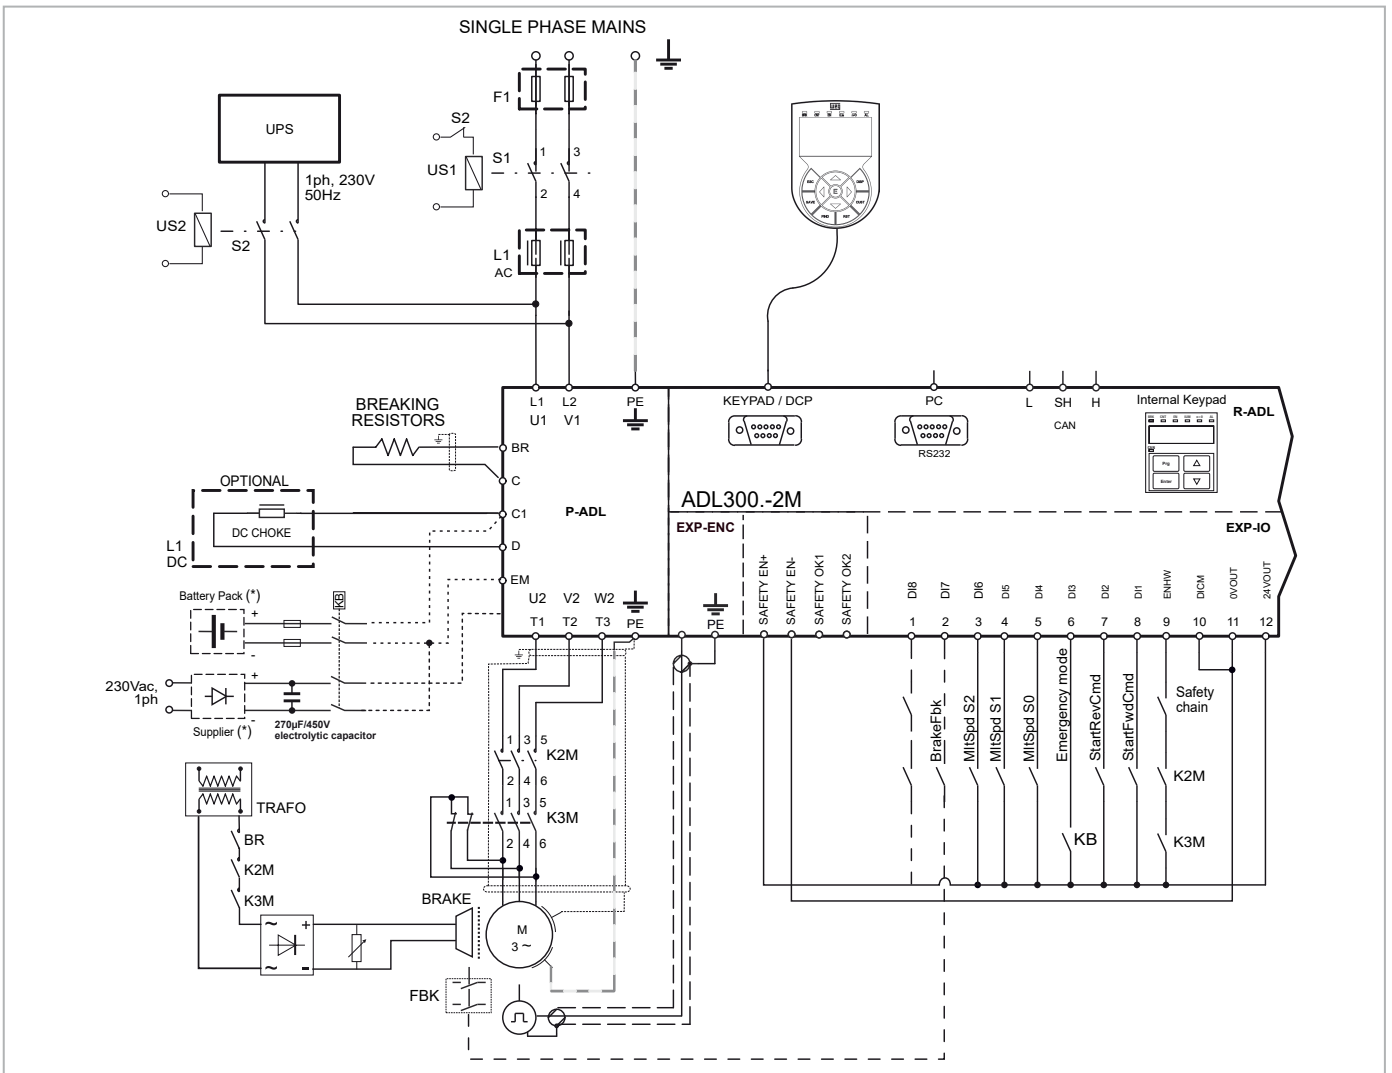 SINGLE PHASE MAINS
F1
UPS
S2
US1
S1
1
3
2
4
1ph, 230V
50Hz
US2
S2
L1
AC
ESC
DISP
E
SAVE
CUST
FWD
RST
L1
L2
PE
U1
V1
KEYPAD / DCP
PC
RS232
L
SH
H
CAN
Internal Keypad
R-ADL
Prg
Enter
BREAKING
RESISTORS
BR
C
OPTIONAL
DC CHOKE
L1
DC
C1
D
EM
P-ADL
ADL300.-2M
EXP-ENC
EXP-IO
Battery Pack (*)
+
-
KB
230Vac,
1ph
+
-
Supplier (*)
270µF/450V
electrolytic capacitor
U2
V2
W2
T1
T2
T3
PE
PE
SAFETY EN+
SAFETY EN-
SAFETY OK1
SAFETY OK2
DI8
DI7
DI6
DI5
DI4
DI3
DI2
DI1
ENHW
DICM
0VOUT
24VOUT
1
2
3
4
5
6
7
8
9
10
11
12
BrakeFbk
MltSpd S2
MltSpd S1
MltSpd S0
Emergency mode
StartRevCmd
StartFwdCmd
Safety
chain
K2M
K3M
KB
1
3
5
K2M
2
4
6
1
3
5
K3M
2
4
6
TRAFO
BR
K2M
K3M
~
+
~
-
BRAKE
M
3 ~
FBK